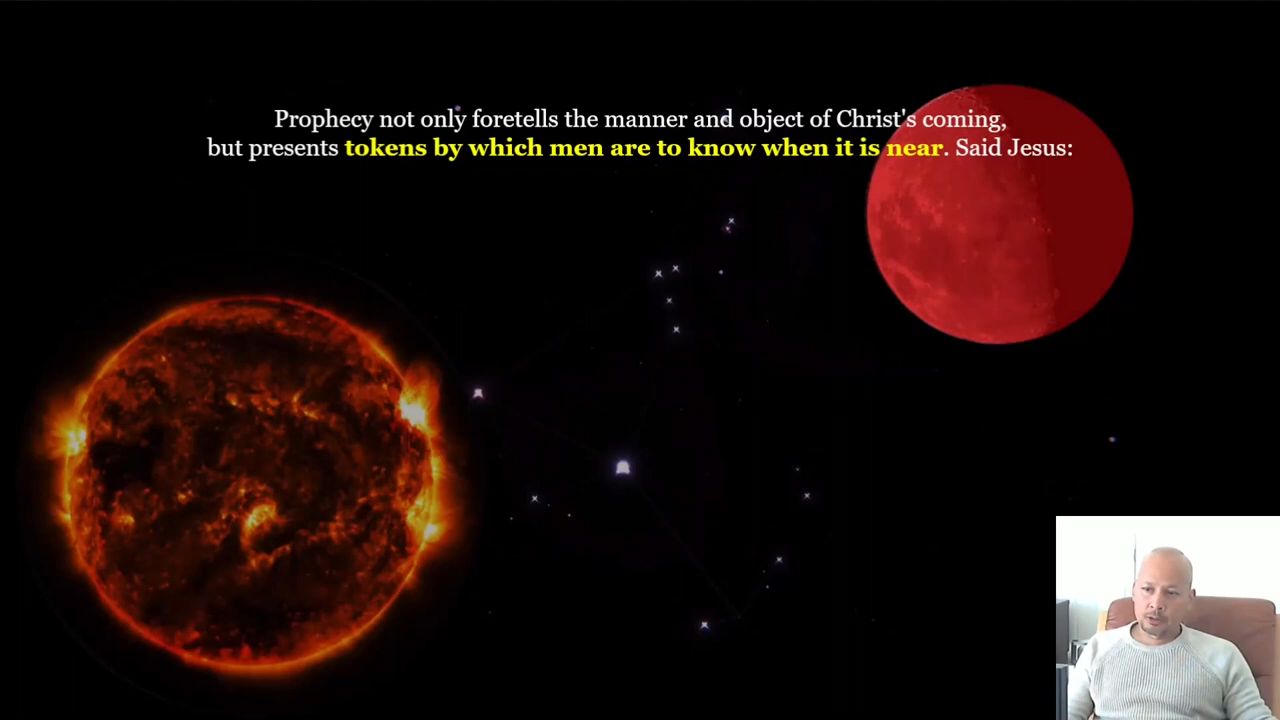 Prophecy not only foretells the manner and object of Christ's coming,
but presents tokens by which men are to know when it is near. Said Jesus: